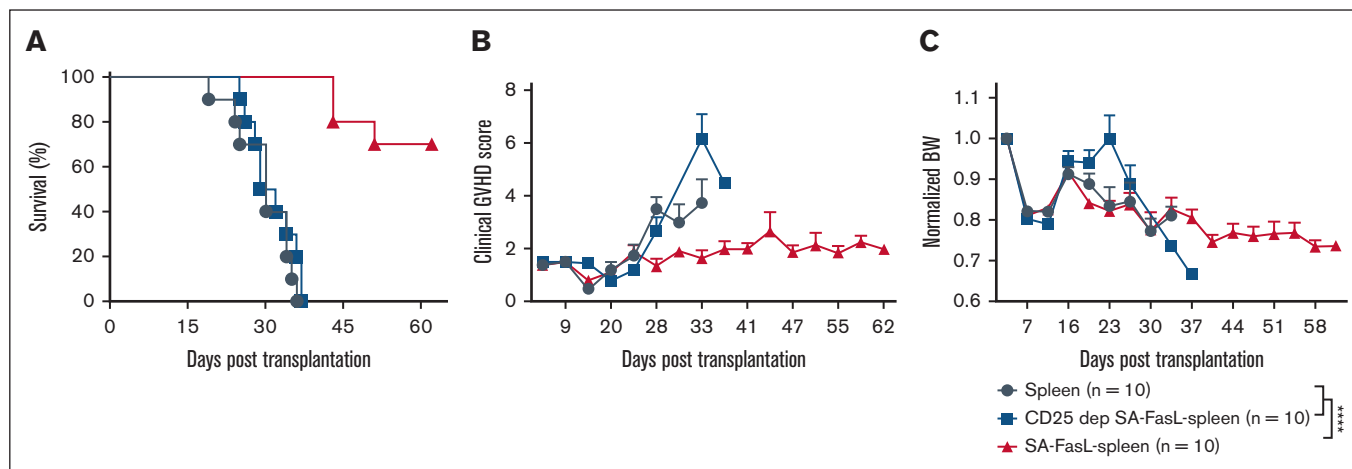 A
Survival (%)
100
80
60
40
20
0
0 15 30 45 60
Days post transplantation
B
Clinical GVHD score
8
6
4
2
0
9 20 28 33 41 47 55 62
Days post transplantation
C
Normalized BW
1.1
1.0
0.9
0.8
0.7
0.6
7 16 23 30 37 44 51 58
Days post transplantation
Spleen (n = 10)
CD25 dep SA-FasL-spleen (n = 10)
SA-FasL-spleen (n = 10)
****